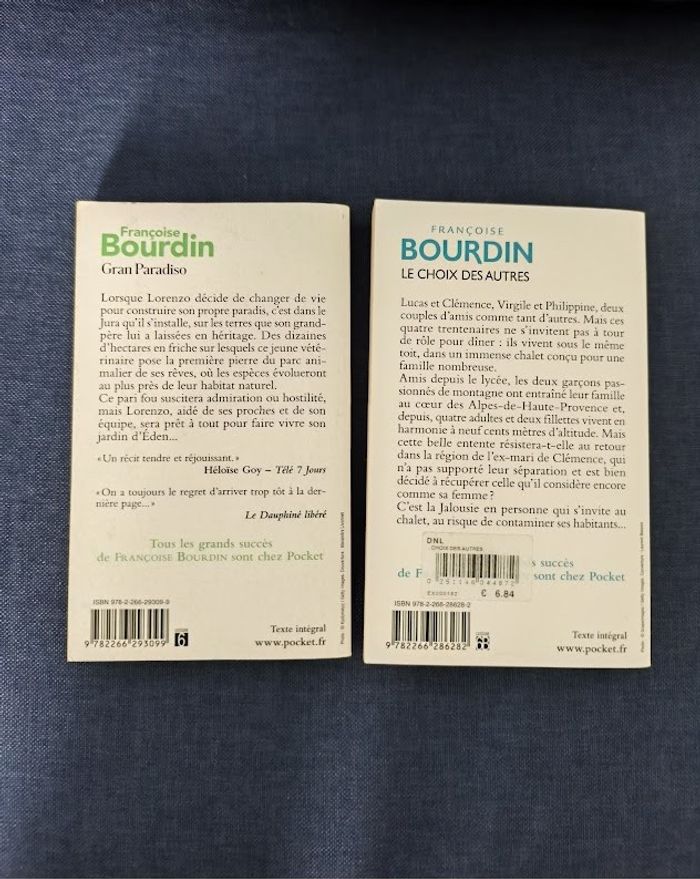 Françoise
Bourdin
Gran Paradiso
Lorsque Lorenzo décide de changer de vie
pour construire son propre paradis, c'est dans le
Jura qu'il s'installe, sur les terres que son grand-
père lui a laissées en héritage. Des dizaines
d'hectares en friche sur lesquels ce jeune vété-
rinaire pose la première pierre du parc ani-
malier de ses rêves, où les espèces évolueront
au plus près de leur habitat naturel.
Ce pari fou suscitera admiration ou hostilité,
mais Lorenzo, aidé de ses proches et de son
équipe, sera prêt à tout pour faire vivre son
jardin d'Éden...
« Un récit tendre et réjouissant. »
Héloïse Goy – Télé 7 Jours
« On a toujours le regret d'arriver trop tôt à la der-
nière page... »
Le Dauphiné libéré
Tous les grands succès
de FRANÇOISE BOURDIN sont chez Pocket
ISBN 978-2-266-29309-9
9 782266 293099
6
Texte intégral
www.pocket.fr
FRANÇOISE
BOURDIN
LE CHOIX DES AUTRES
Lucas et Clémence, Virgile et Philippine, deux
couples d'amis comme tant d'autres. Mais ces
quatre trentenaires ne s'invitent pas à tour
de rôle pour dîner : ils vivent sous le même
toit, dans un immense chalet conçu pour une
famille nombreuse.
Amis depuis le lycée, les deux garçons pas-
sionnés de montagne ont entraîné leur famille
au cœur des Alpes-de-Haute-Provence et,
depuis, quatre adultes et deux fillettes vivent en
harmonie à neuf cents mètres d'altitude. Mais
cette belle entente résistera-t-elle au retour
dans la région de l'ex-mari de Clémence, qui
n'a pas supporté leur séparation et est bien
décidé à récupérer celle qu'il considère encore
comme sa femme ?
C'est la Jalousie en personne qui s'invite au
chalet, au risque de contaminer ses habitants...
DNL
CHOIX DES AUTRES
€ 6.84
succès
de F
sont chez Pocket
ISBN 978-2-266-28628-2
9 782266 286282
Texte intégral
www.pocket.fr